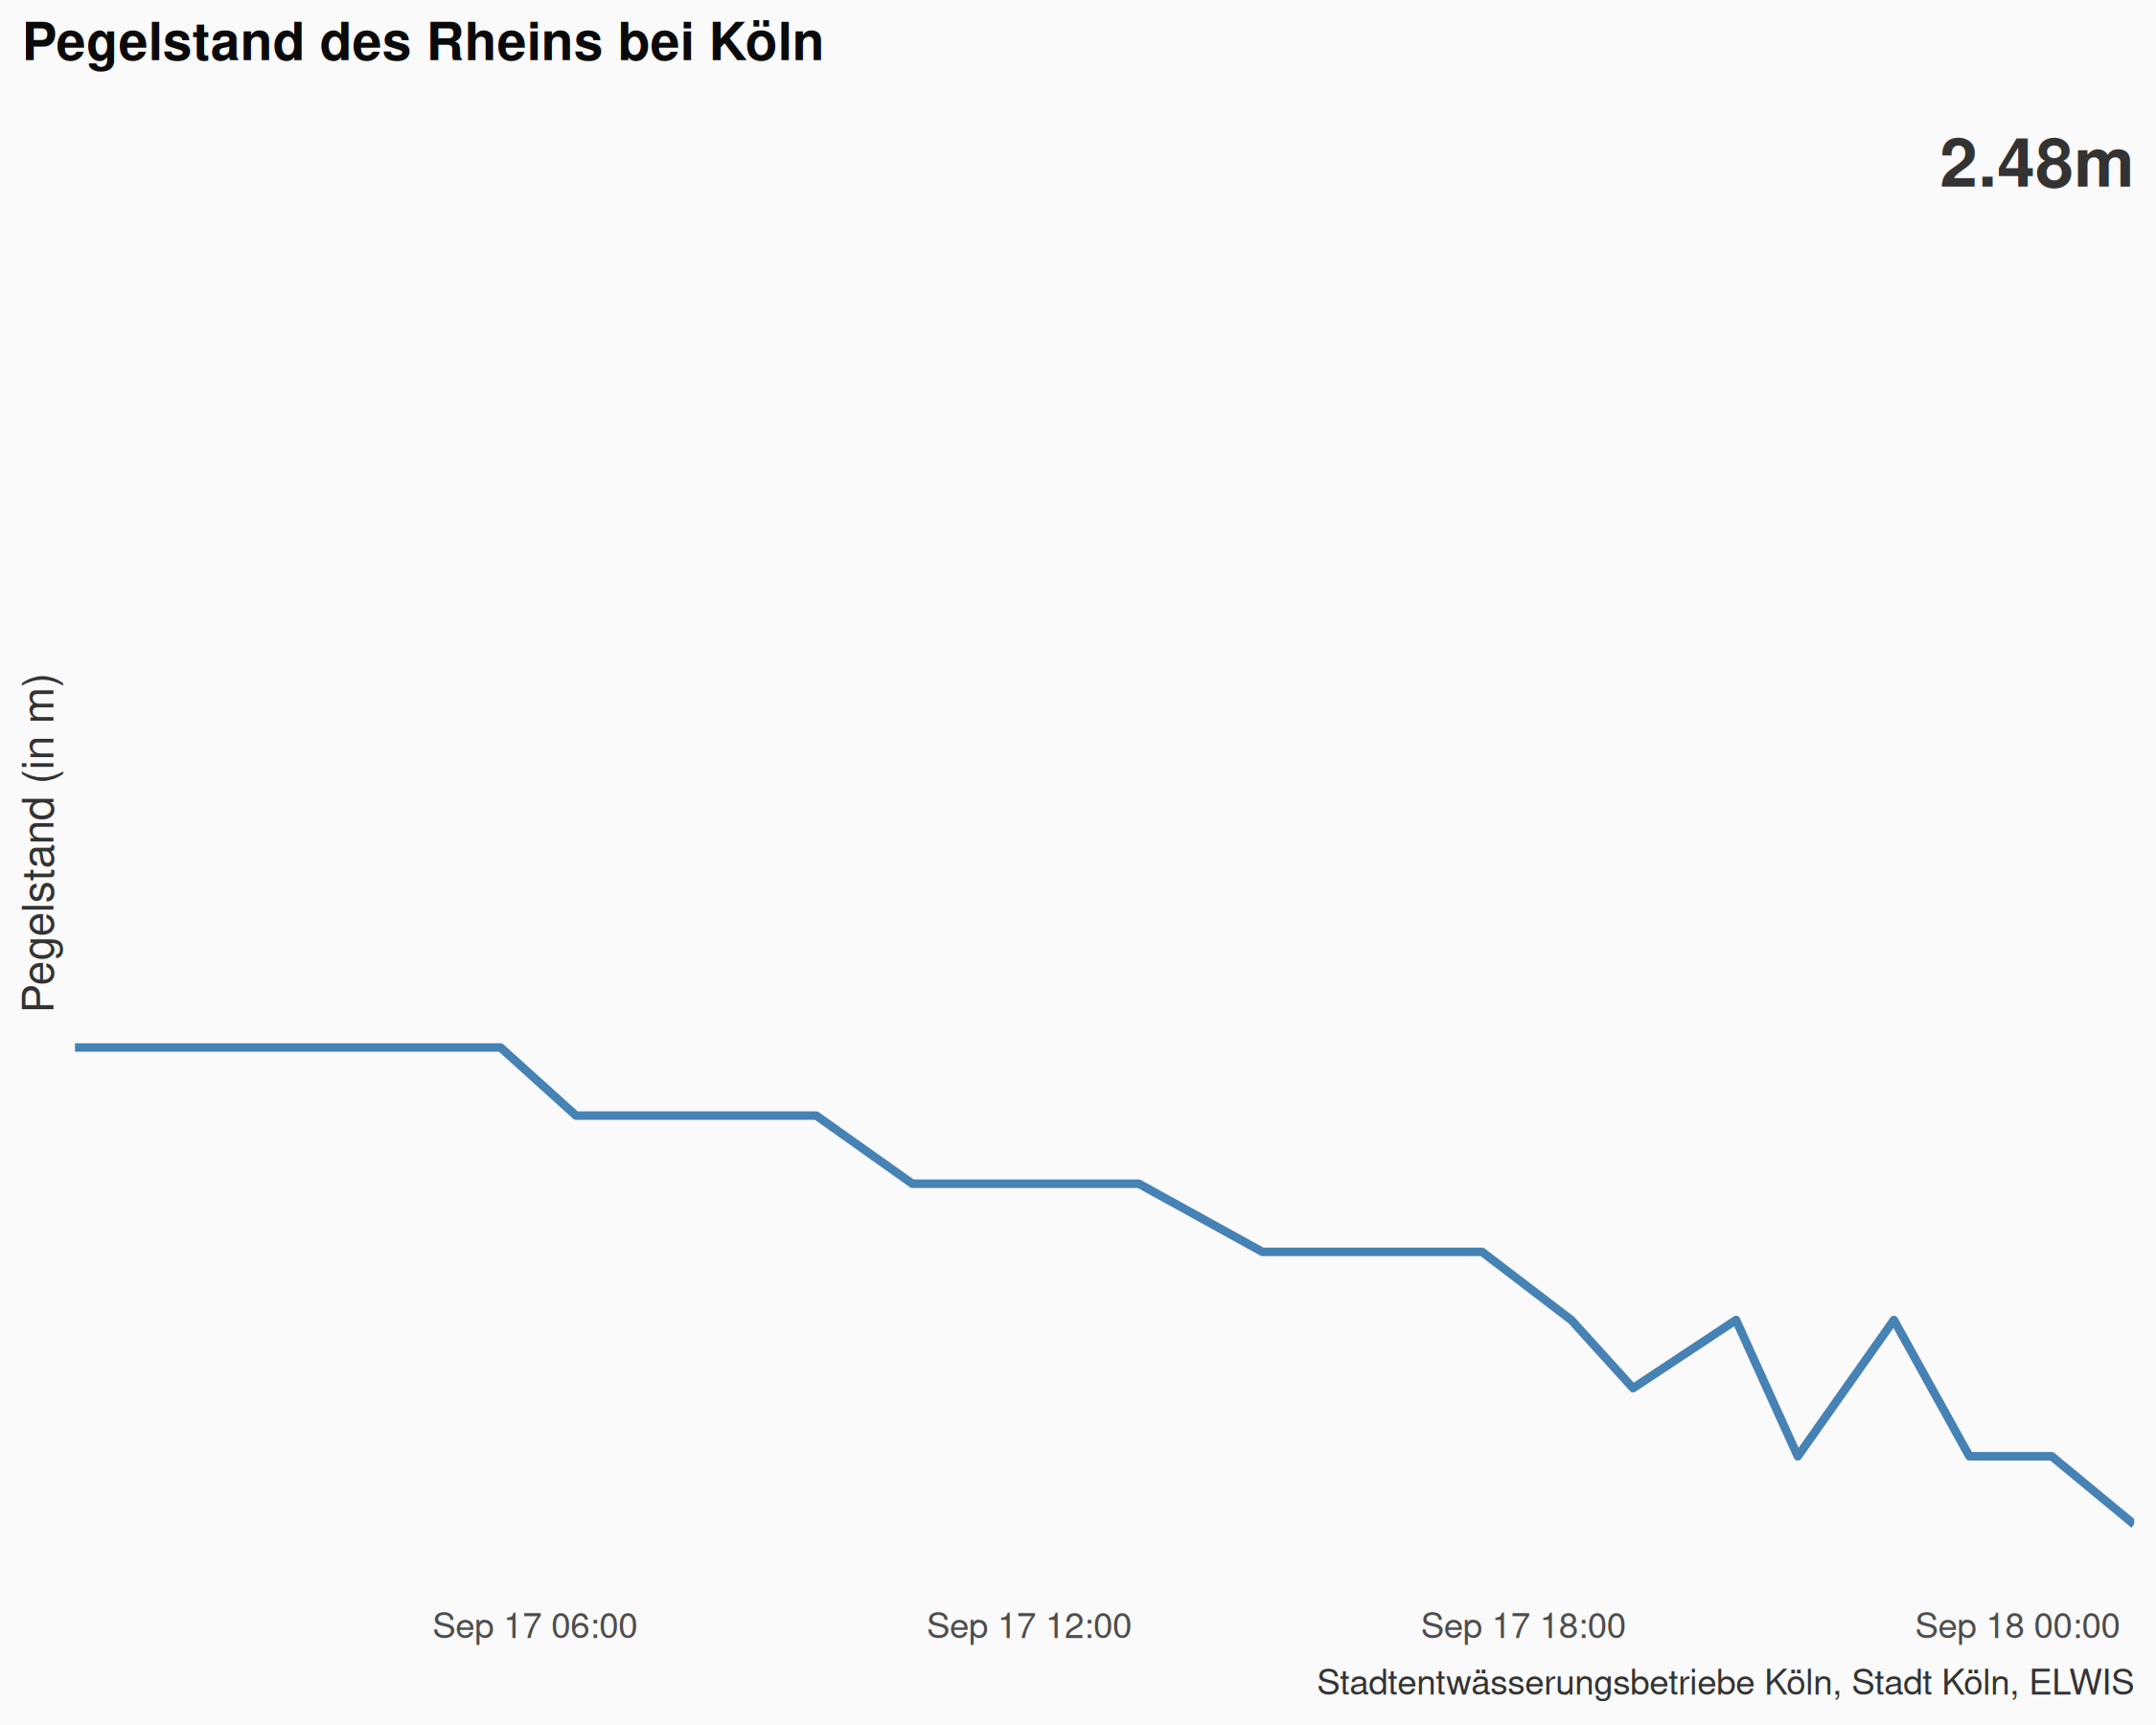 Pegelstand des Rheins bei Köln
2.48m
Pegelstand (in m)
Sep 17 06:00
Sep 17 12:00
Sep 17 18:00
Sep 18 00:00
Stadtentwässerungsbetriebe Köln, Stadt Köln, ELWIS